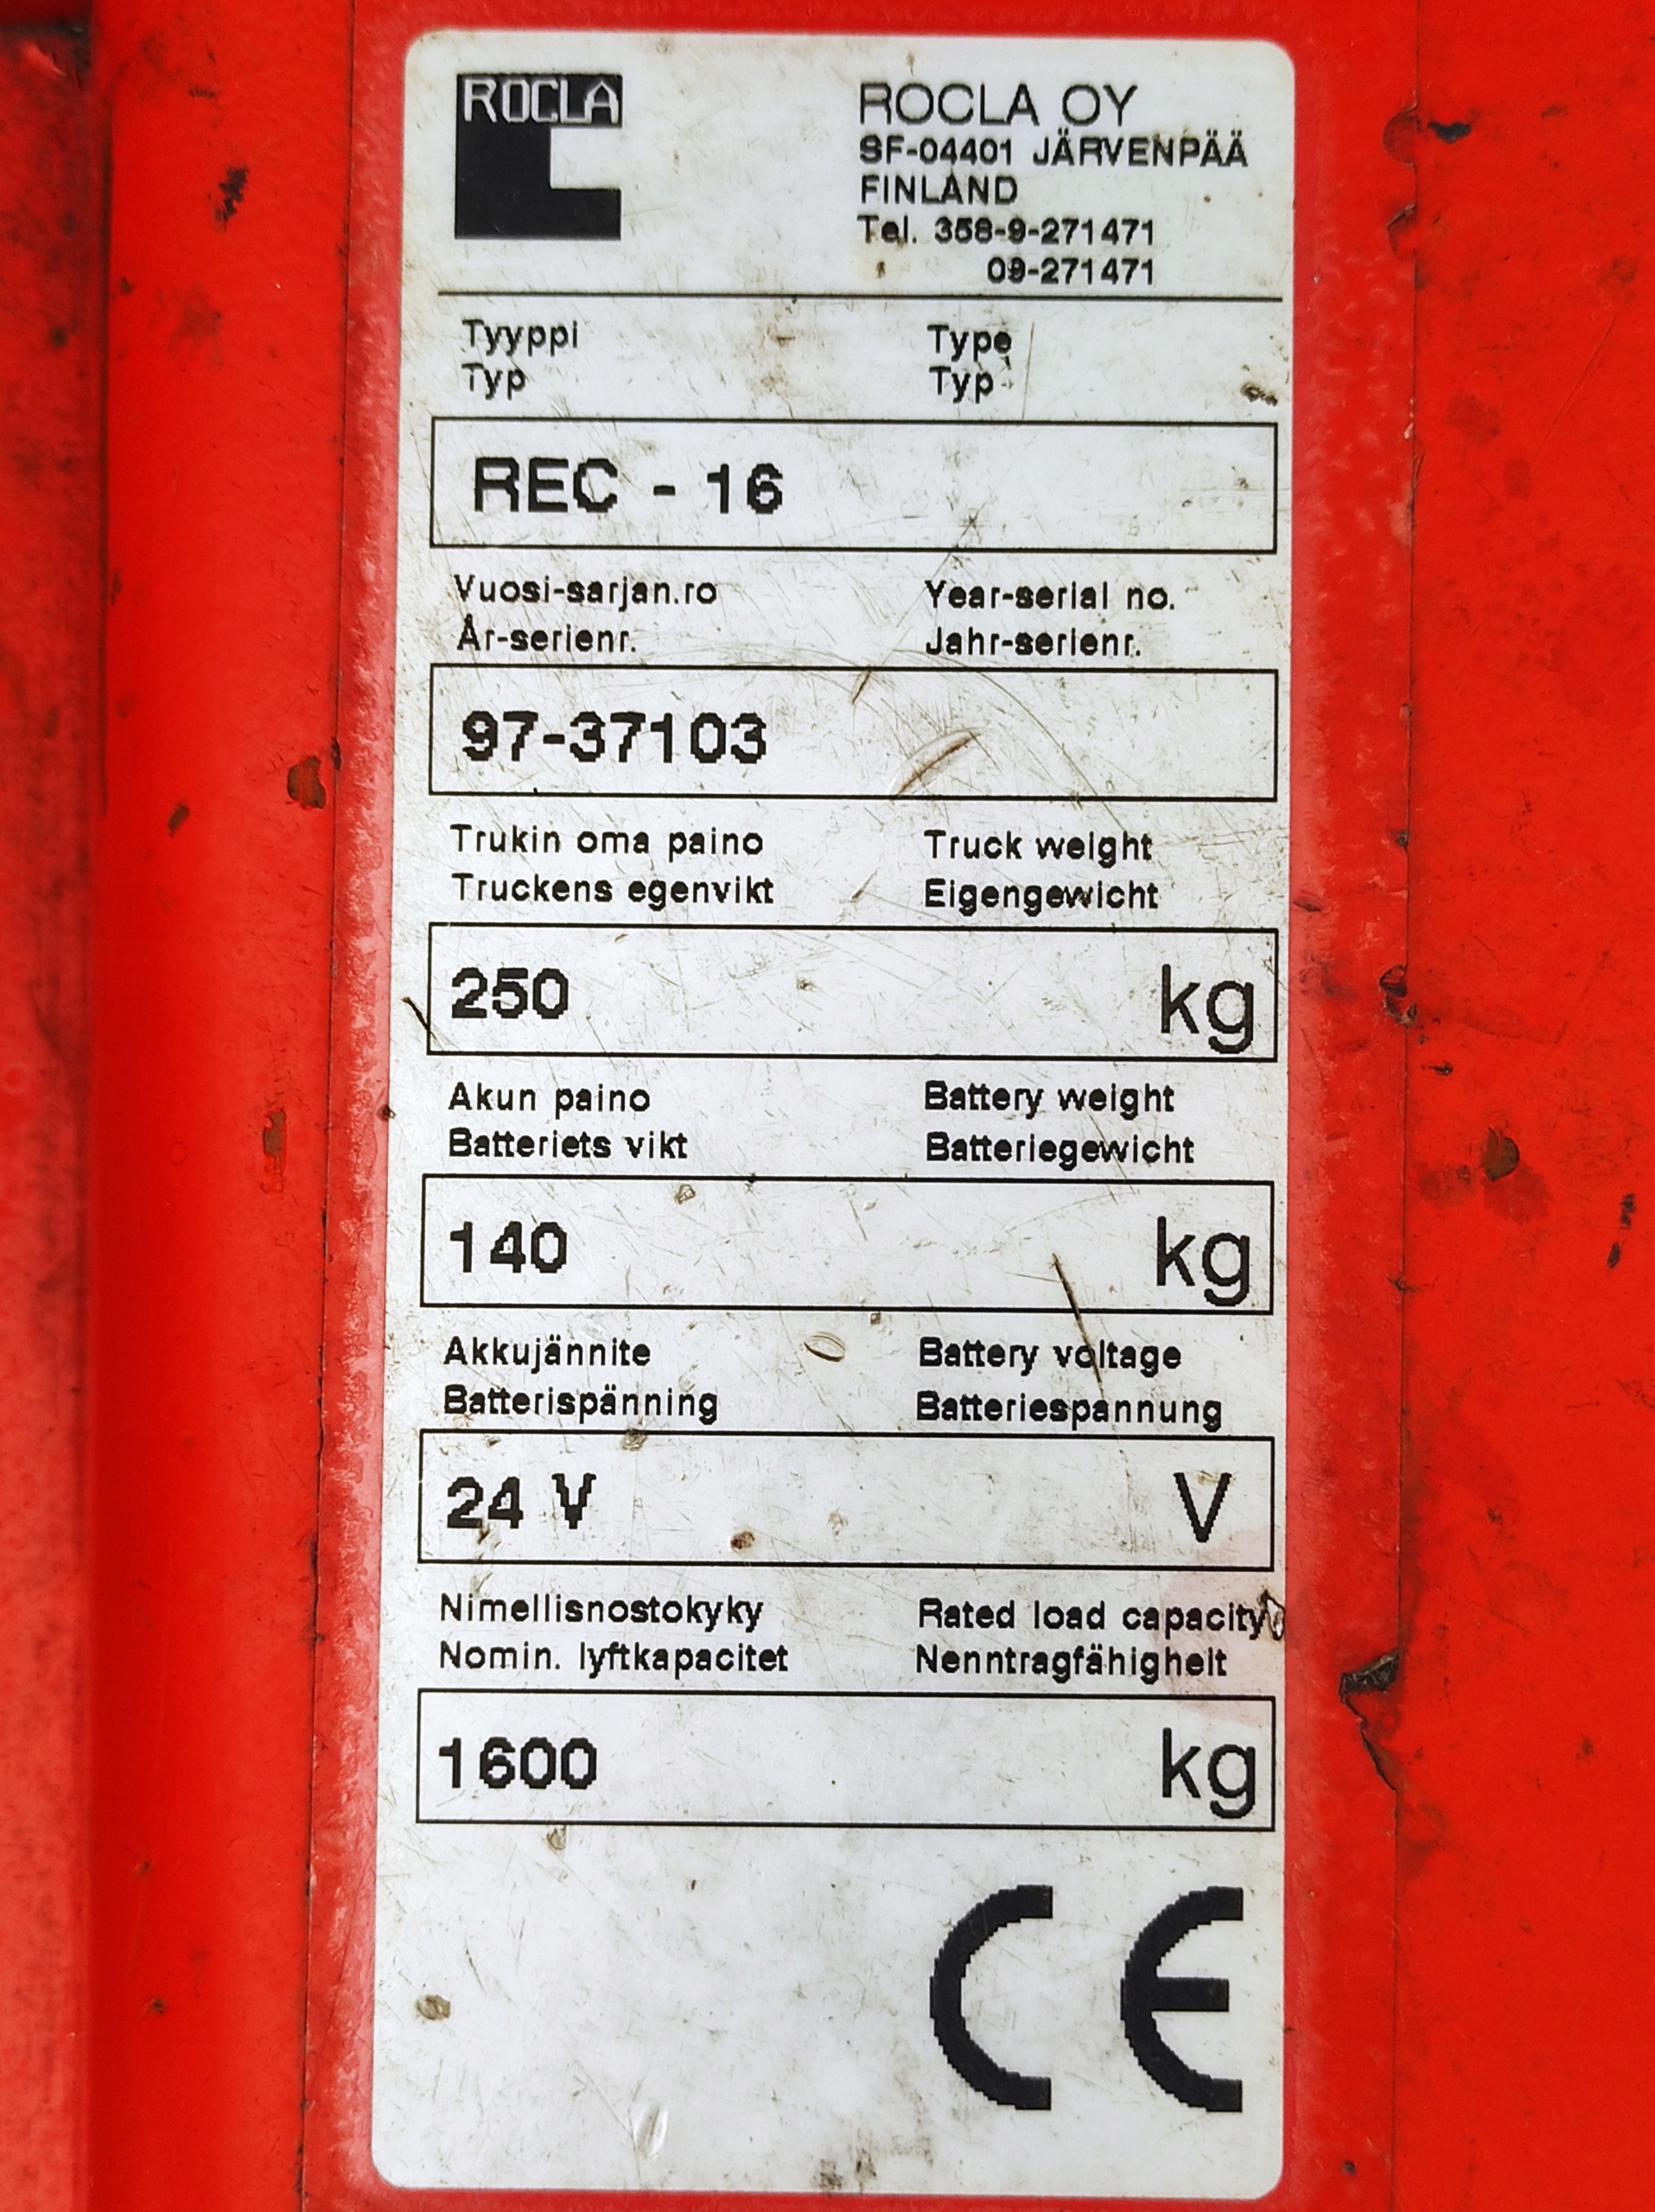 ROCLA
ROCLA OY
SF-04401 JÄRVENPÄÄ
FINLAND
Tel. 358-9-271471
09-271471
Tyyppi Type
Typ Typ
REC - 16
Vuosi-sarjan.ro Year-serial no.
År-serienr. Jahr-serienr.
97-37103
Trukin oma paino Truck weight
Truckens egenvikt Eigengewicht
250 kg
Akun paino Battery weight
Batteriets vikt Batteriegewicht
140 kg
Akkujännite Battery voltage
Batterispänning Batteriespannung
24 V V
Nimellisnostokyky Rated load capacity
Nomin. lyftkapacitet Nenntragfähigheit
1600 kg
CE